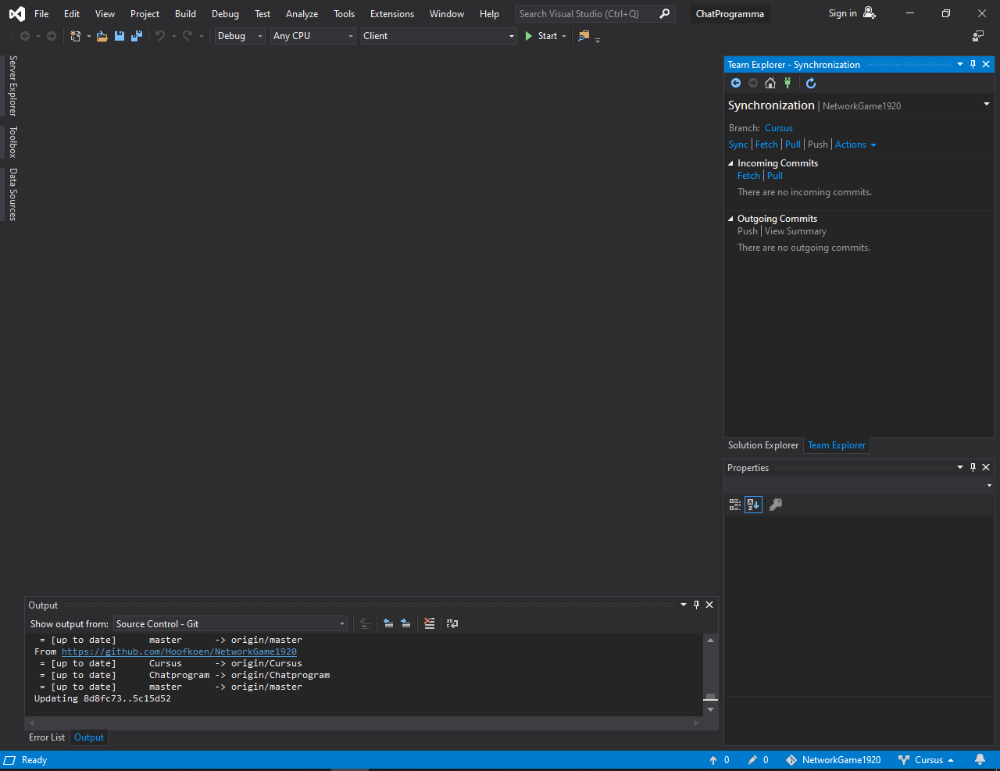 File Edit View Project Build Debug Test Analyze Tools Extensions Window Help Search Visual Studio (Ctrl+Q) ChatProgramma Sign in
Debug Any CPU Client Start
Server Explorer
Toolbox
Data Sources
Team Explorer - Synchronization
Synchronization | NetworkGame1920
Branch: Cursus
Sync | Fetch | Pull | Push | Actions
Incoming Commits
Fetch | Pull
There are no incoming commits.
Outgoing Commits
Push | View Summary
There are no outgoing commits.
Solution Explorer Team Explorer
Properties
Output
Show output from: Source Control - Git
= [up to date] master -> origin/master
From https://github.com/Hoofkoen/NetworkGame1920
= [up to date] Cursus -> origin/Cursus
= [up to date] Chatprogram -> origin/Chatprogram
= [up to date] master -> origin/master
Updating 8d8fc73..5c15d52
Error List Output
Ready 0 0 NetworkGame1920 Cursus